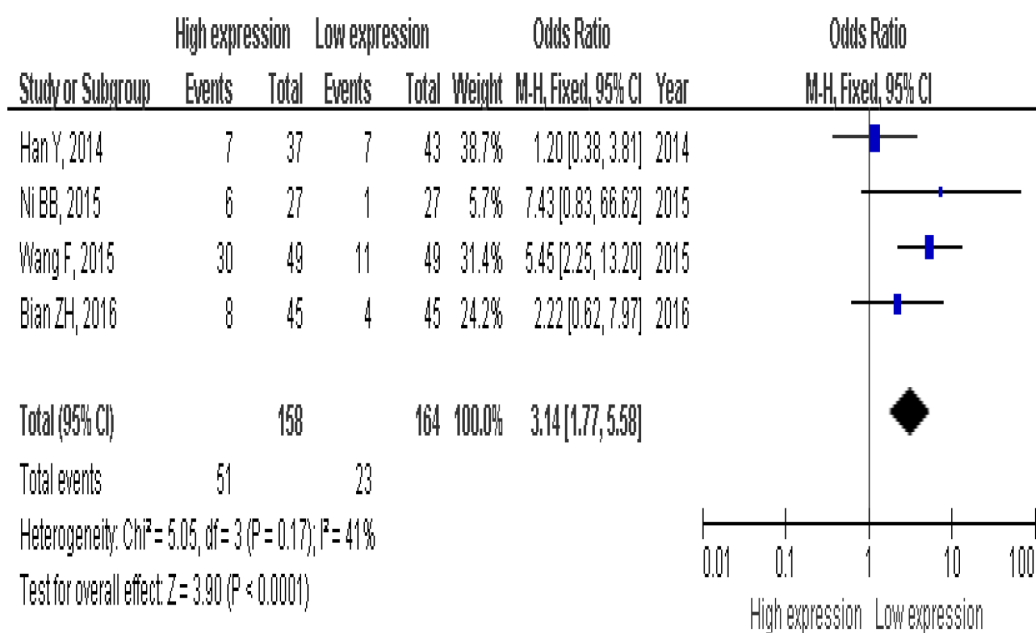 High expression Low expression Odds Ratio Odds Ratio
Study or Subgroup Events Total Events Total Weight M-H, Fixed, 95% CI Year M-H, Fixed, 95% CI
Han Y, 2014 7 37 7 43 38.7% 1.20 [0.38, 3.81] 2014
Ni BB, 2015 6 27 1 27 5.7% 7.43 [0.83, 66.62] 2015
Wang F, 2015 30 49 11 49 31.4% 5.45 [2.25, 13.20] 2015
Bian ZH, 2016 8 45 4 45 24.2% 2.22 [0.62, 7.97] 2016
Total (95% CI) 158 164 100.0% 3.14 [1.77, 5.58]
Total events 51 23
Heterogeneity: Chi² = 5.05, df = 3 (P = 0.17); I² = 41%
Test for overall effect: Z = 3.90 (P < 0.0001)
0.01 0.1 1 10 100
High expression Low expression